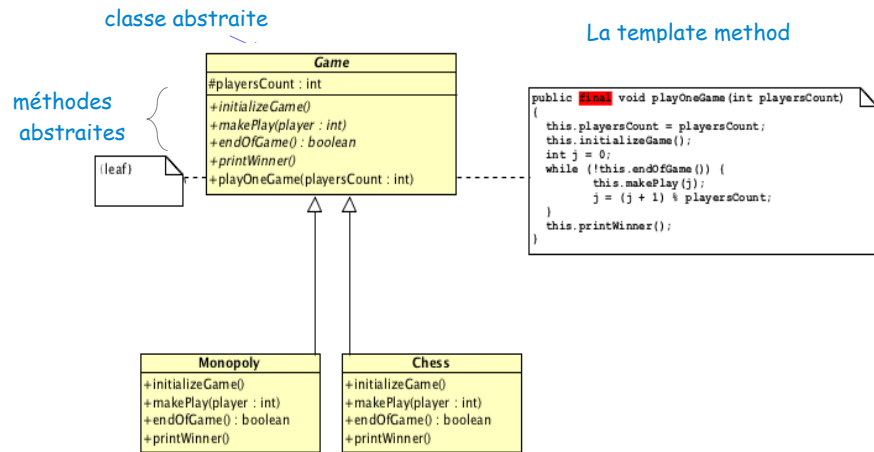 classe abstraite
La template method
Game
#playersCount : int
méthodes
abstraites
+initializeGame()
+makePlay(player : int)
+endOfGame() : boolean
+printWinner()
+playOneGame(playersCount : int)
{leaf}
public final void playOneGame(int playersCount)
{
this.playersCount = playersCount;
this.initializeGame();
int j = 0;
while (!this.endOfGame()) {
this.makePlay(j);
j = (j + 1) % playersCount;
}
this.printWinner();
}
Monopoly
+initializeGame()
+makePlay(player : int)
+endOfGame() : boolean
+printWinner()
Chess
+initializeGame()
+makePlay(player : int)
+endOfGame() : boolean
+printWinner()